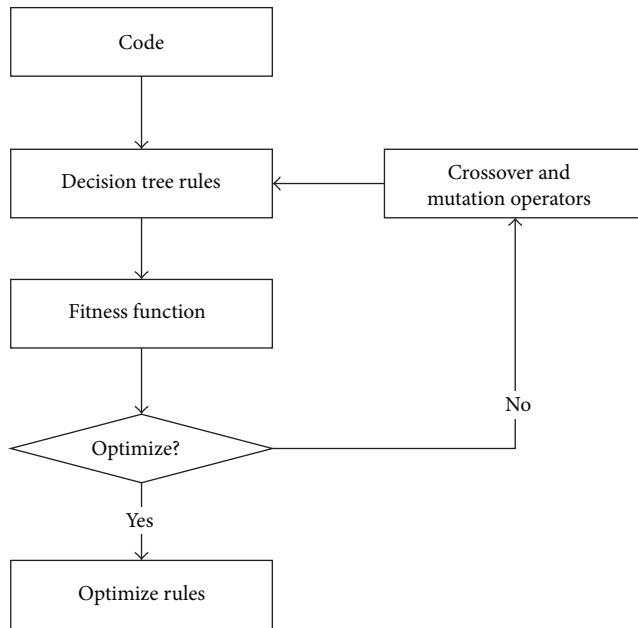 Code
Decision tree rules
Crossover and
mutation operators
Fitness function
No
Optimize?
Yes
Optimize rules